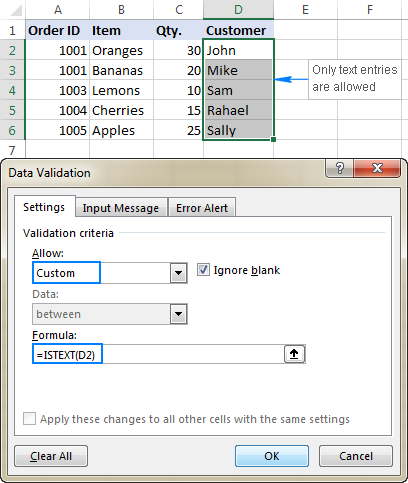 A B C D E F
1 Order ID Item Qty. Customer
2 1001 Oranges 30 John
3 1001 Bananas 20 Mike
4 1003 Lemons 10 Sam
5 1004 Cherries 15 Rahael
6 1005 Apples 25 Sally
7
Only text entries
are allowed
Data Validation ?
Settings Input Message Error Alert
Validation criteria
Allow:
Custom Ignore blank
Data:
between
Formula:
=ISTEXT(D2)
Apply these changes to all other cells with the same settings
Clear All OK Cancel